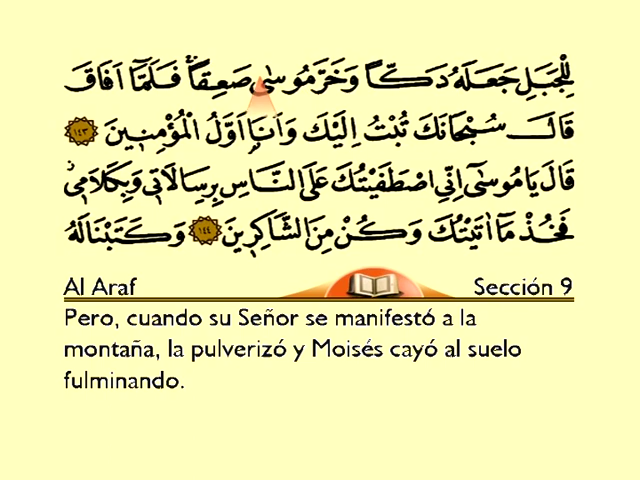 لِلْجَبَلِ جَعَلَهُ دَكًّا وَخَرَّ مُوسٰى صَعِقًا فَلَمَّٓا اَفَاقَ
قَالَ سُبْحَانَكَ تُبْتُ اِلَيْكَ وَاَنَا۬ اَوَّلُ الْمُؤْمِن۪ينَ ١٤٣
قَالَ يَا مُوسٰٓى اِنِّي اصْطَفَيْتُكَ عَلَى النَّاسِ بِرِسَالَات۪ي وَبِكَلَام۪يۘ
فَخُذْ مَٓا اٰتَيْتُكَ وَكُنْ مِنَ الشَّاكِر۪ينَ ١٤٤ وَكَتَبْنَا لَهُ
Al Araf Sección 9
Pero, cuando su Señor se manifestó a la
montaña, la pulverizó y Moisés cayó al suelo
fulminando.